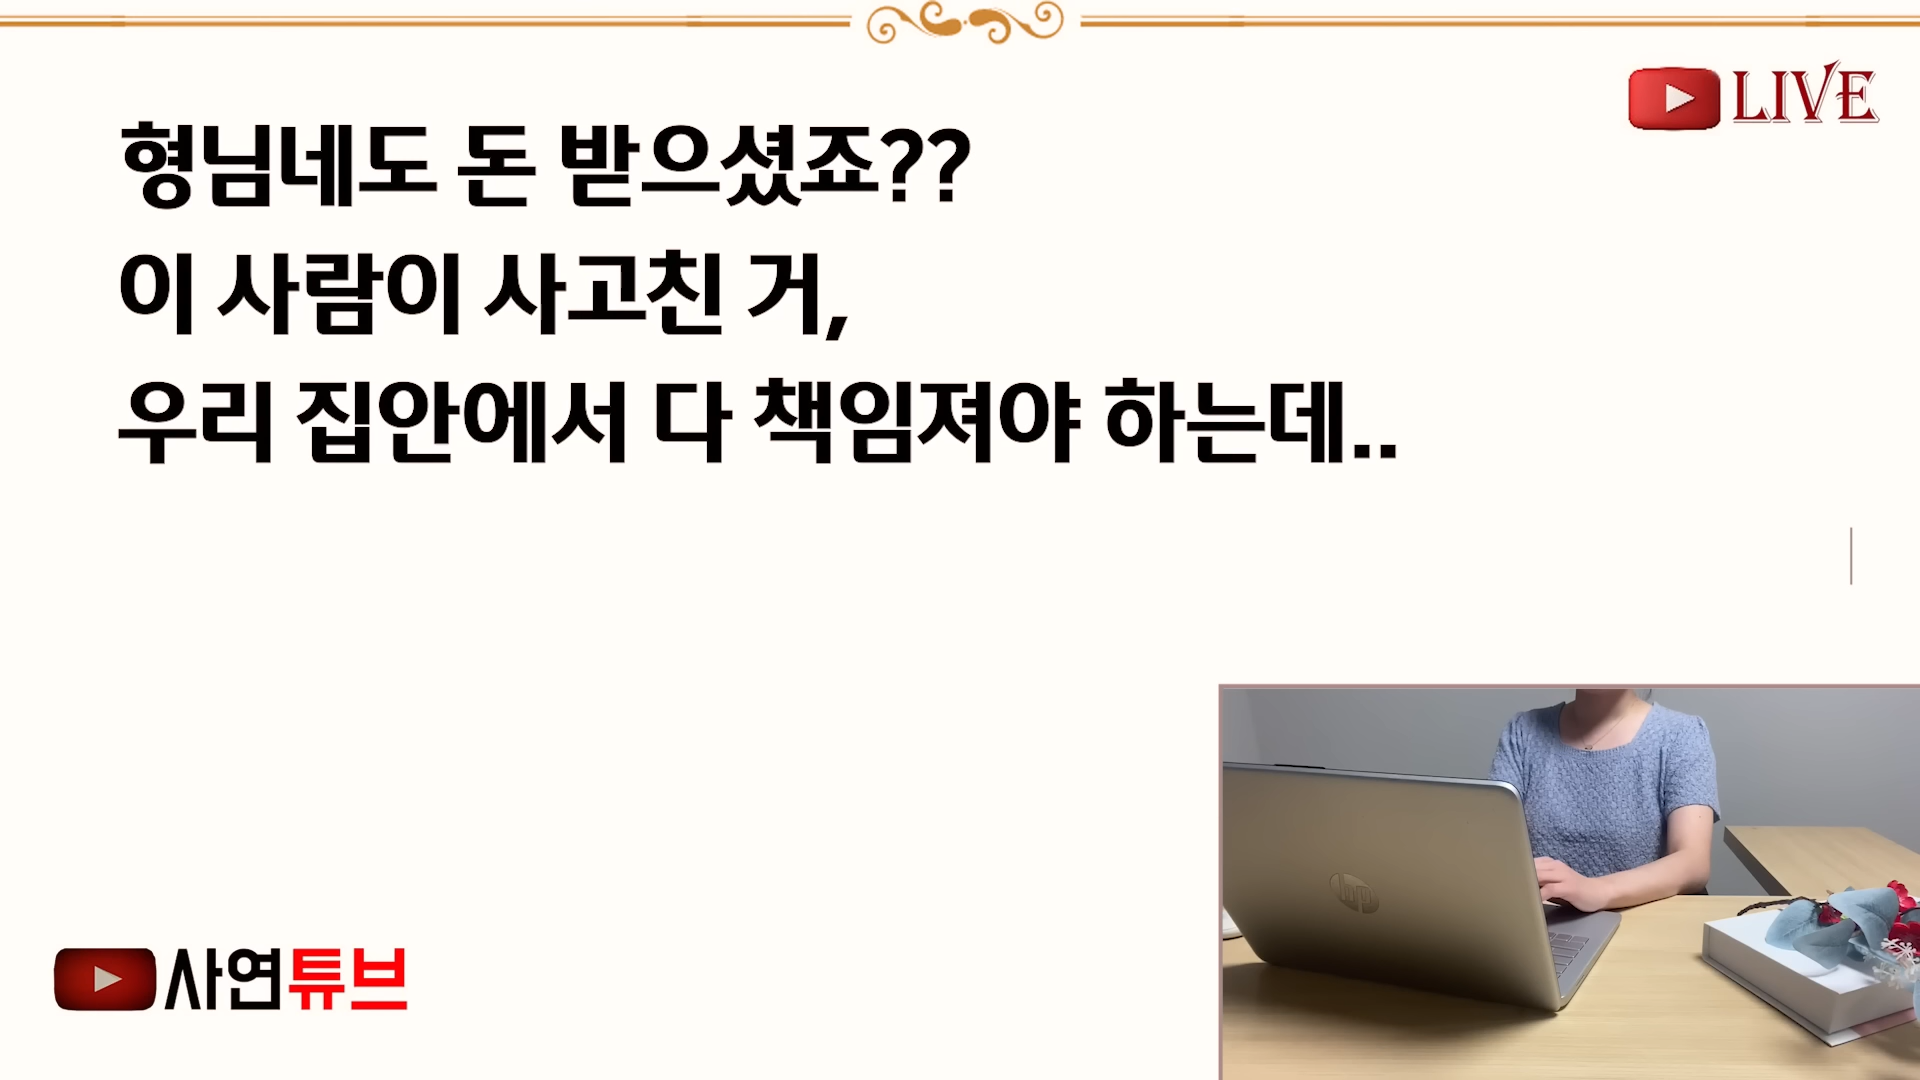 LIVE
형님네도 돈 받으셨죠??
이 사람이 사고친 거,
우리 집안에서 다 책임져야 하는데..
hp
사연튜브